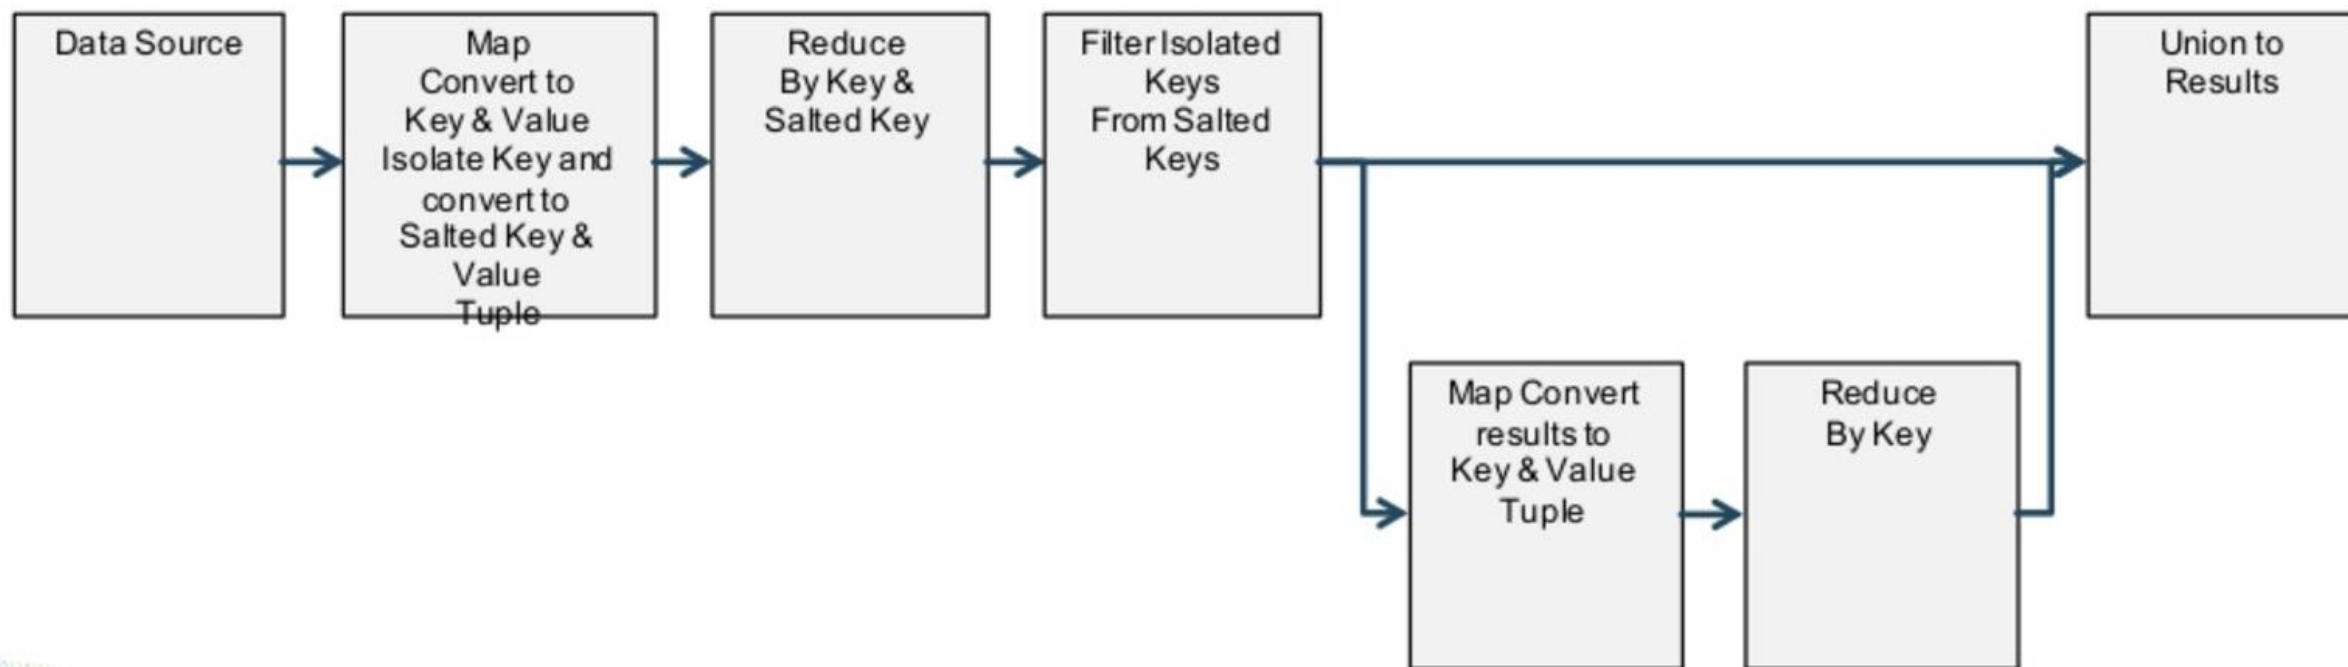 Data Source
Map
Convert to
Key & Value
Isolate Key and
convert to
Salted Key &
Value
Tuple
Reduce
By Key &
Salted Key
Filter Isolated
Keys
From Salted
Keys
Union to
Results
Map Convert
results to
Key & Value
Tuple
Reduce
By Key